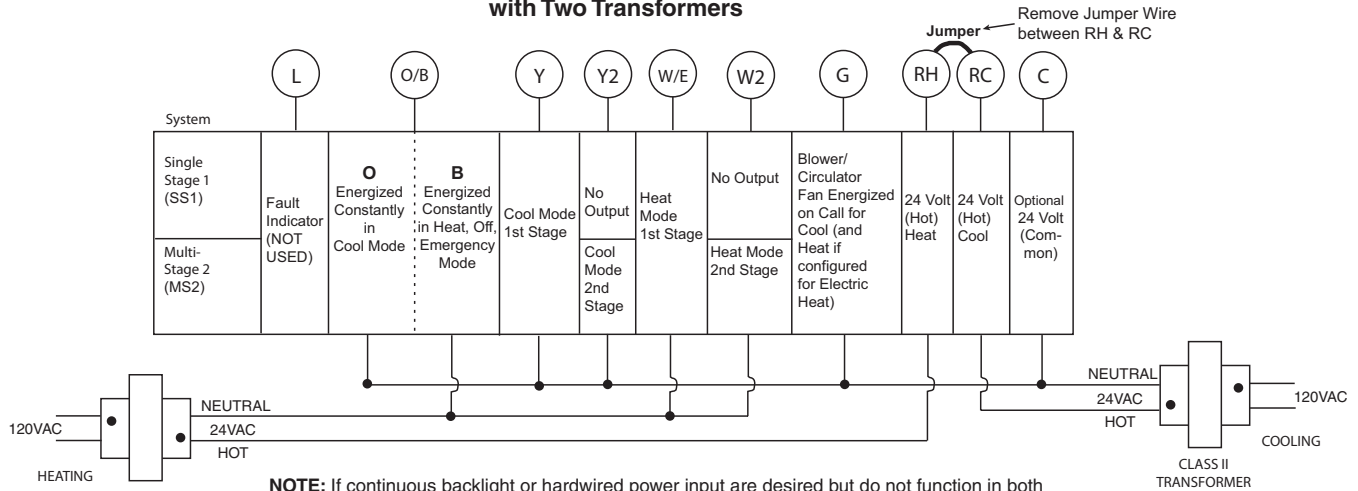 with Two Transformers
Remove Jumper Wire
between RH & RC
Jumper
L
O/B
Y
Y2
W/E
W2
G
RH
RC
C
System
Single
Stage 1
(SS1)
Multi-
Stage 2
(MS2)
Fault
Indicator
(NOT
USED)
O
Energized
Constantly
in
Cool Mode
B
Energized
Constantly
in Heat, Off,
Emergency
Mode
Cool Mode
1st Stage
No
Output
Cool
Mode
2nd
Stage
Heat
Mode
1st Stage
No Output
Heat Mode
2nd Stage
Blower/
Circulator
Fan Energized
on Call for
Cool (and
Heat if
configured
for Electric
Heat)
24 Volt
(Hot)
Heat
24 Volt
(Hot)
Cool
Optional
24 Volt
(Com-
mon)
120VAC
HEATING
NEUTRAL
24VAC
HOT
NEUTRAL
24VAC
HOT
120VAC
COOLING
CLASS II
TRANSFORMER
NOTE: If continuous backlight or hardwired power input are desired but do not function in both